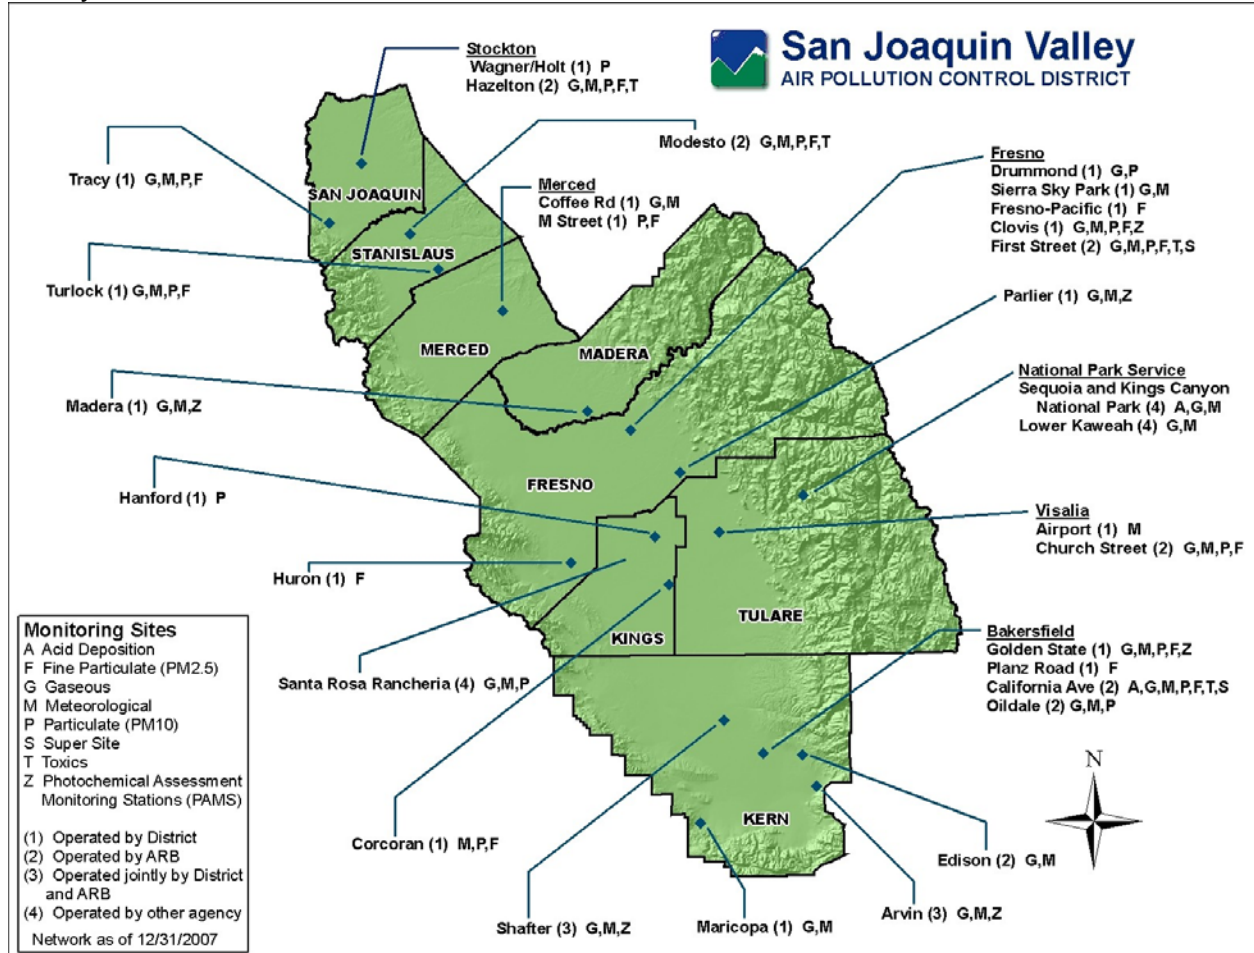 San Joaquin Valley
AIR POLLUTION CONTROL DISTRICT
Stockton
Wagner/Holt (1) P
Hazelton (2) G,M,P,F,T
Modesto (2) G,M,P,F,T
Tracy (1) G,M,P,F
Merced
Coffee Rd (1) G,M
M Street (1) P,F
Fresno
Drummond (1) G,P
Sierra Sky Park (1) G,M
Fresno-Pacific (1) F
Clovis (1) G,M,P,F,Z
First Street (2) G,M,P,F,T,S
Turlock (1) G,M,P,F
Parlier (1) G,M,Z
Madera (1) G,M,Z
National Park Service
Sequoia and Kings Canyon
National Park (4) A,G,M
Lower Kaweah (4) G,M
Hanford (1) P
Visalia
Airport (1) M
Church Street (2) G,M,P,F
Huron (1) F
Santa Rosa Rancheria (4) G,M,P
Bakersfield
Golden State (1) G,M,P,F,Z
Planz Road (1) F
California Ave (2) A,G,M,P,F,T,S
Oildale (2) G,M,P
Corcoran (1) M,P,F
Edison (2) G,M
Arvin (3) G,M,Z
Maricopa (1) G,M
Shafter (3) G,M,Z
SAN JOAQUIN
STANISLAUS
MERCED
MADERA
FRESNO
KINGS
TULARE
KERN
N
Monitoring Sites
A Acid Deposition
F Fine Particulate (PM2.5)
G Gaseous
M Meteorological
P Particulate (PM10)
S Super Site
T Toxics
Z Photochemical Assessment
Monitoring Stations (PAMS)
(1) Operated by District
(2) Operated by ARB
(3) Operated jointly by District
and ARB
(4) Operated by other agency
Network as of 12/31/2007